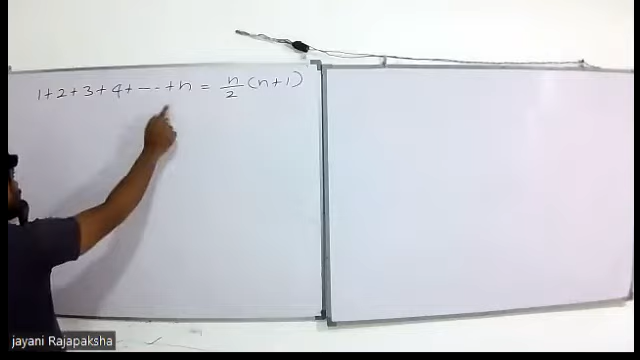 1+2+3+4+--- +n = n/2 (n+1)
jayani Rajapaksha